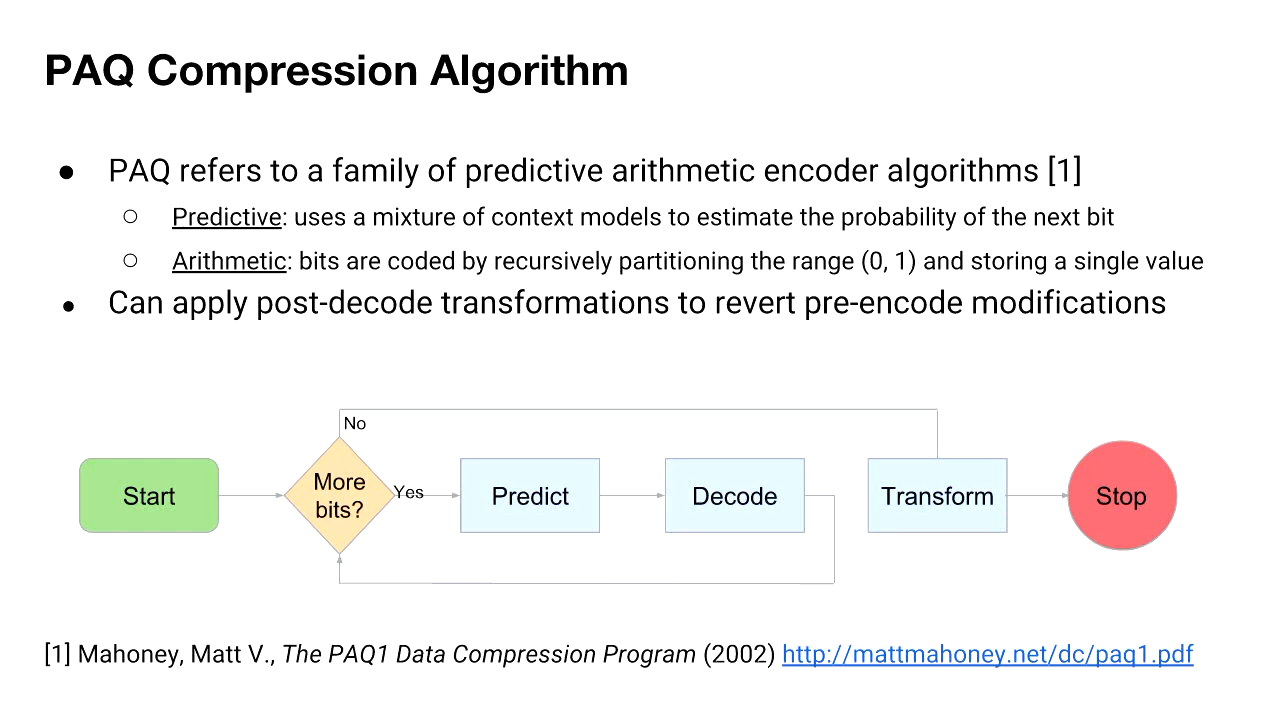 PAQ Compression Algorithm
● PAQ refers to a family of predictive arithmetic encoder algorithms [1]
○ Predictive: uses a mixture of context models to estimate the probability of the next bit
○ Arithmetic: bits are coded by recursively partitioning the range (0, 1) and storing a single value
● Can apply post-decode transformations to revert pre-encode modifications
No
Start
More
bits?
Yes
Predict
Decode
Transform
Stop
[1] Mahoney, Matt V., The PAQ1 Data Compression Program (2002) http://mattmahoney.net/dc/paq1.pdf